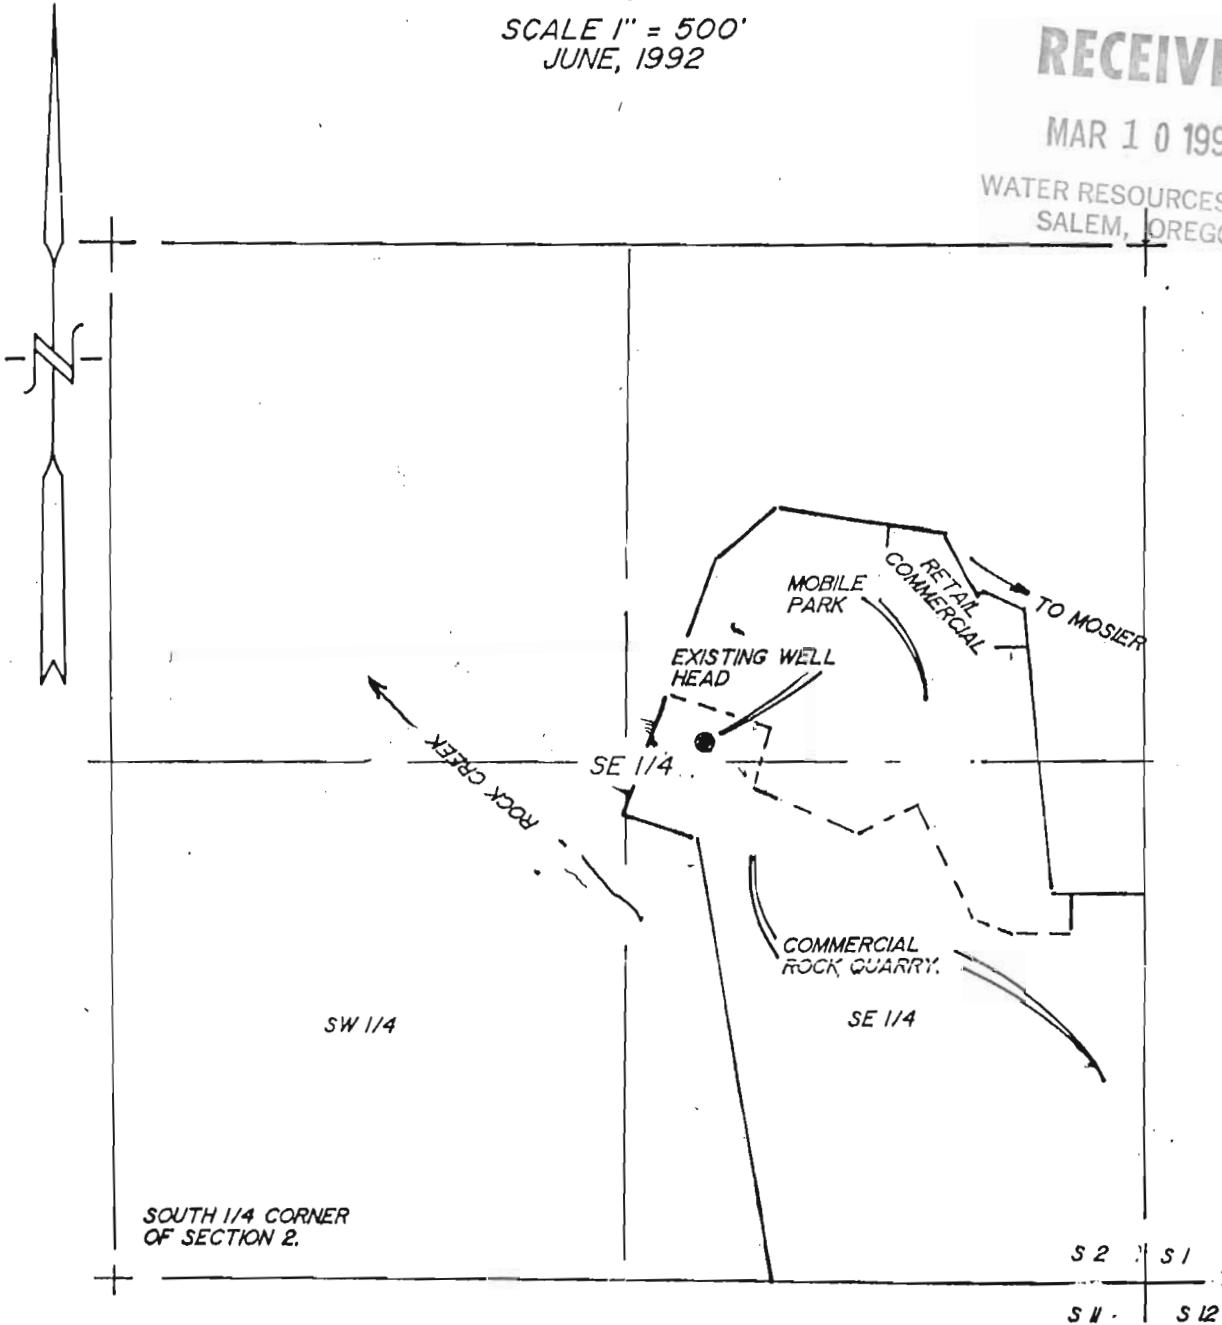 SCALE 1" = 500'
JUNE, 1992
RECEIV
MAR 10 199
WATER RESOURCES
SALEM, OREGO
N
MOBILE
PARK
RETAIL
COMMERCIAL
TO MOSIER
EXISTING WELL
HEAD
SE 1/4
ROCK CREEK
COMMERCIAL
ROCK QUARRY.
SW 1/4
SE 1/4
SOUTH 1/4 CORNER
OF SECTION 2.
S 2 S 1
S 11 S 12